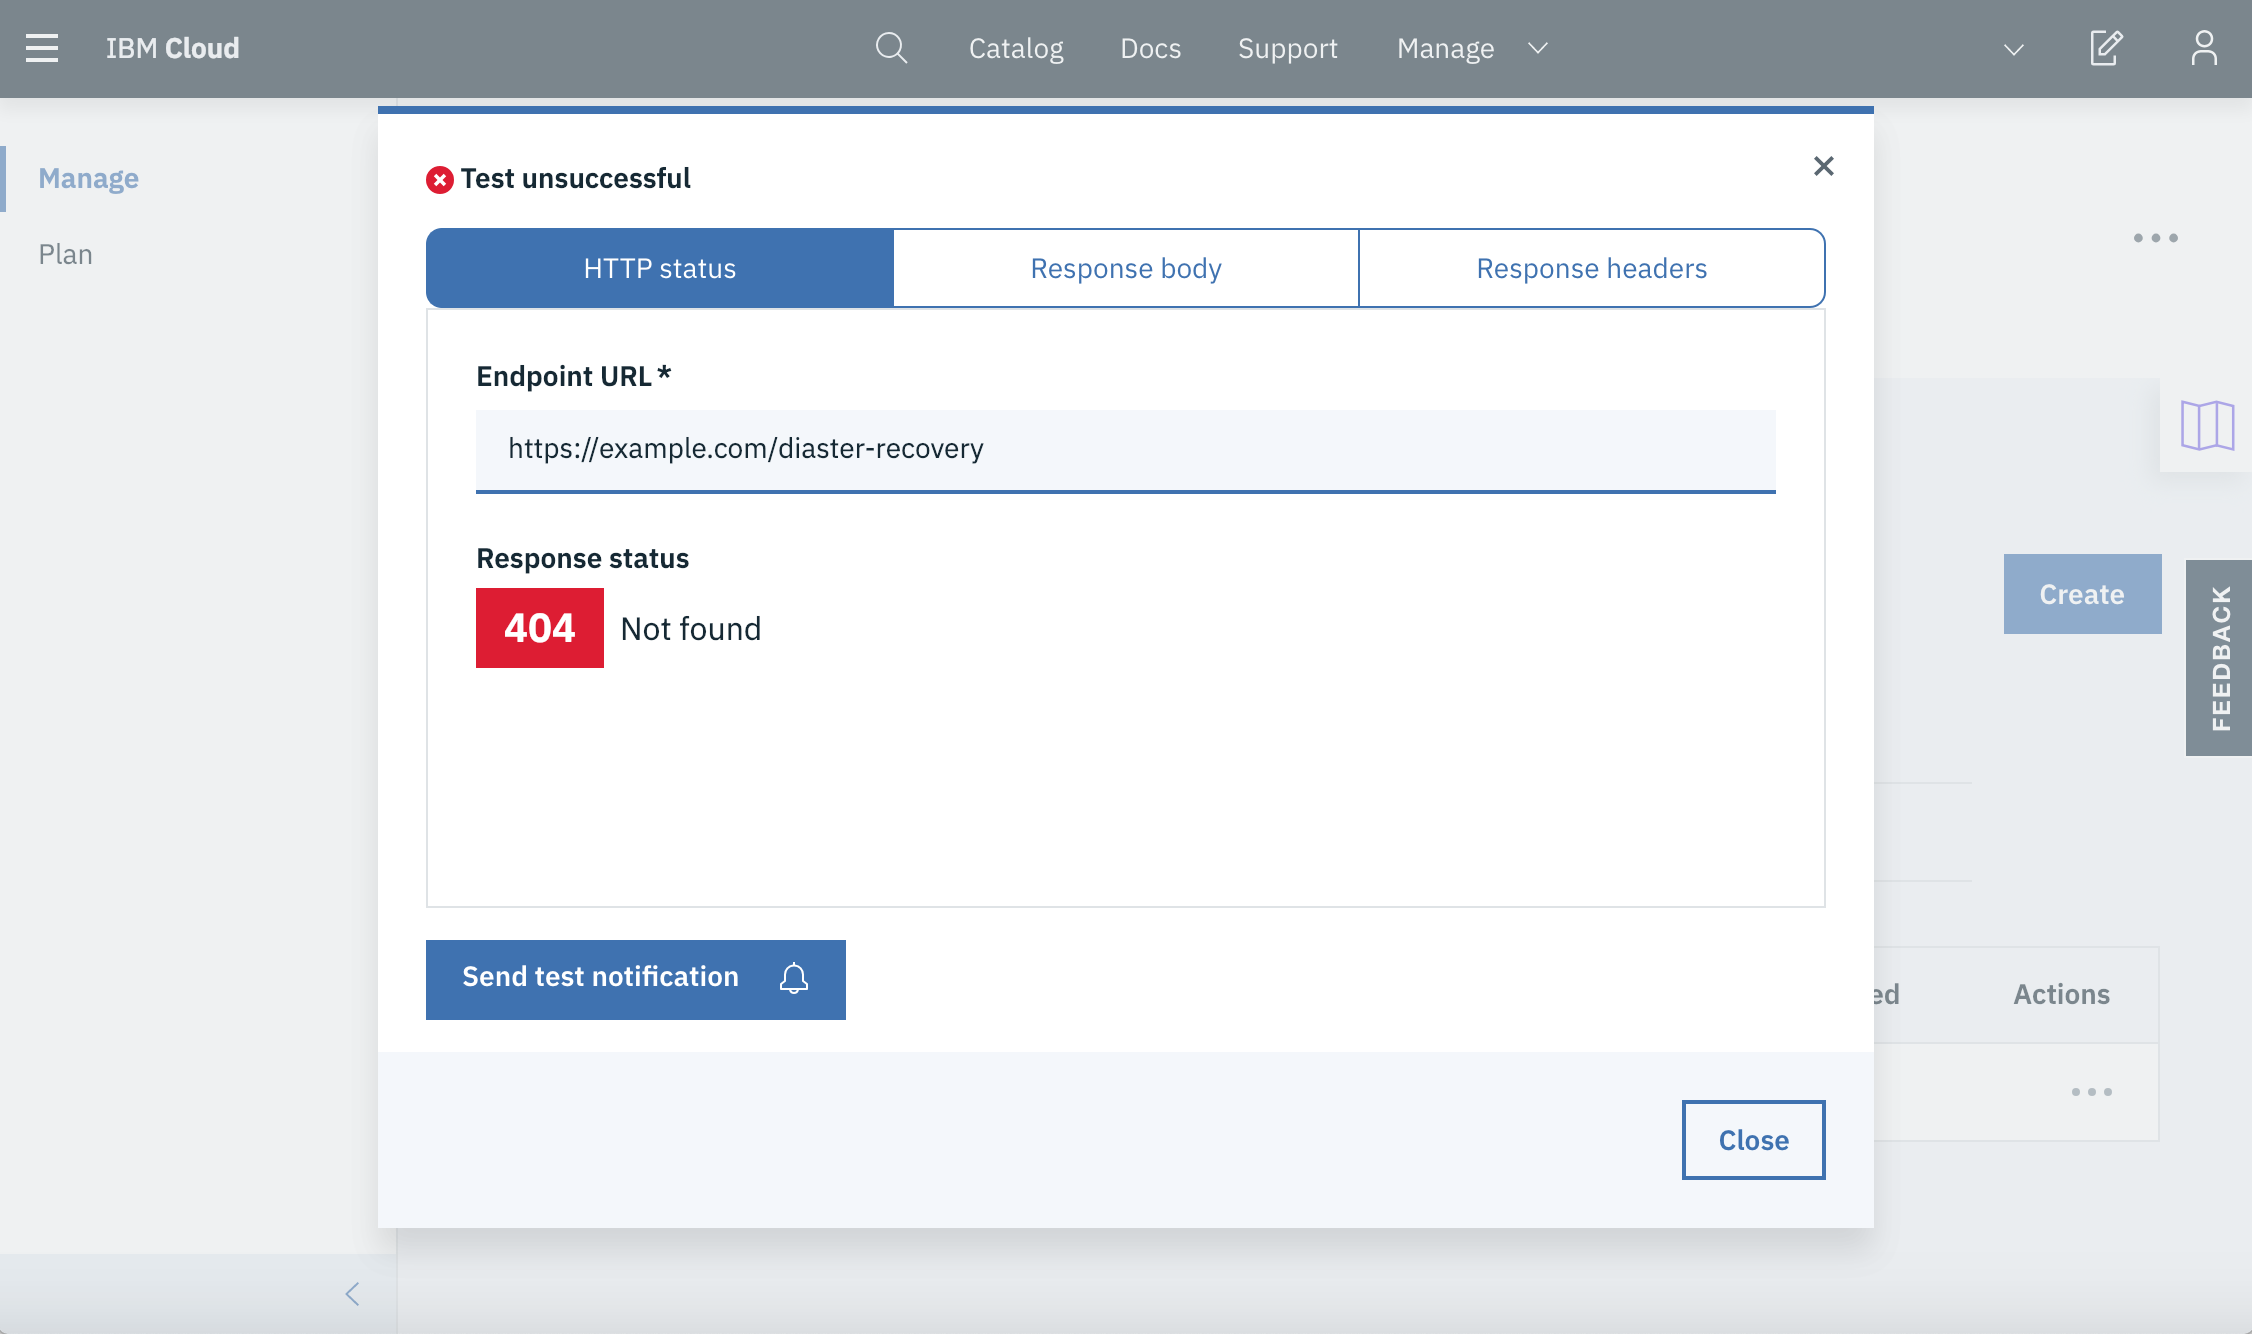 IBM Cloud
Catalog
Docs
Support
Manage
Manage
Plan
Test unsuccessful
HTTP status
Response body
Response headers
Endpoint URL*
https://example.com/diaster-recovery
Response status
404 Not found
Create
FEEDBACK
Send test notification
ed
Actions
Close